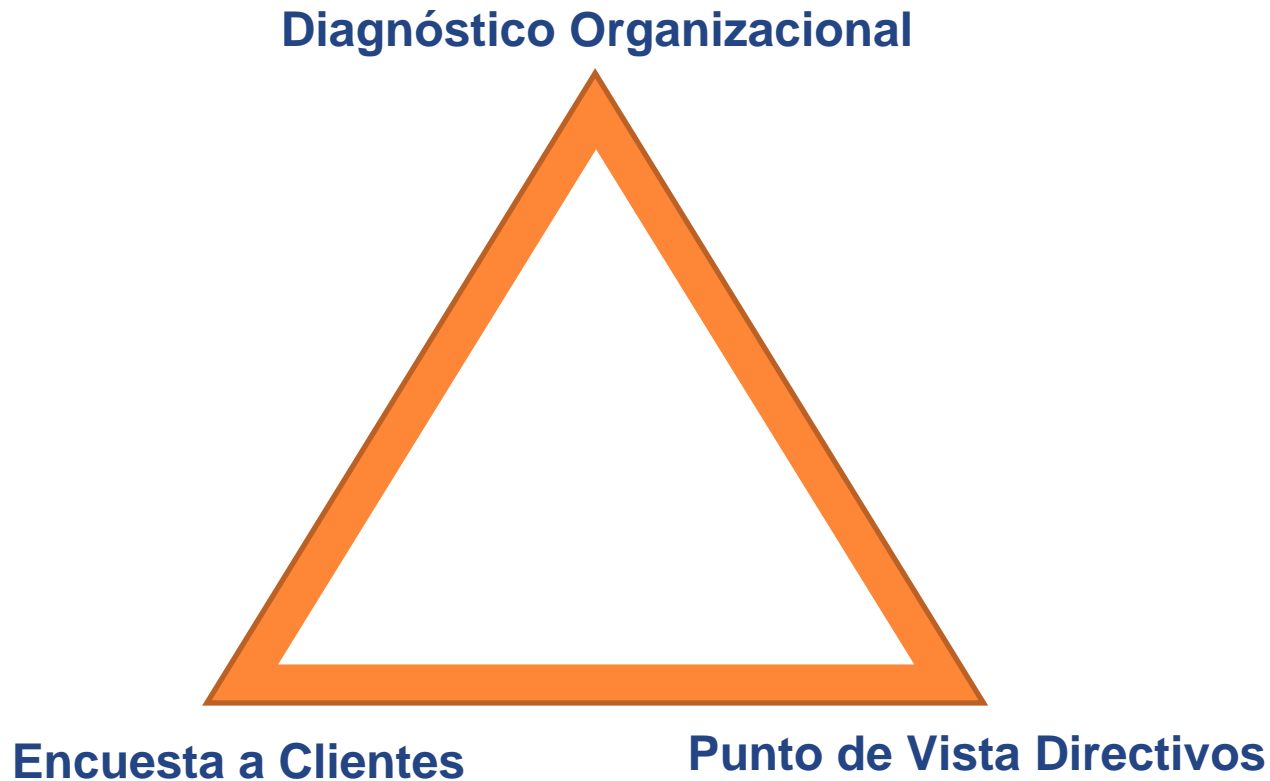 Diagnóstico Organizacional
Encuesta a Clientes
Punto de Vista Directivos